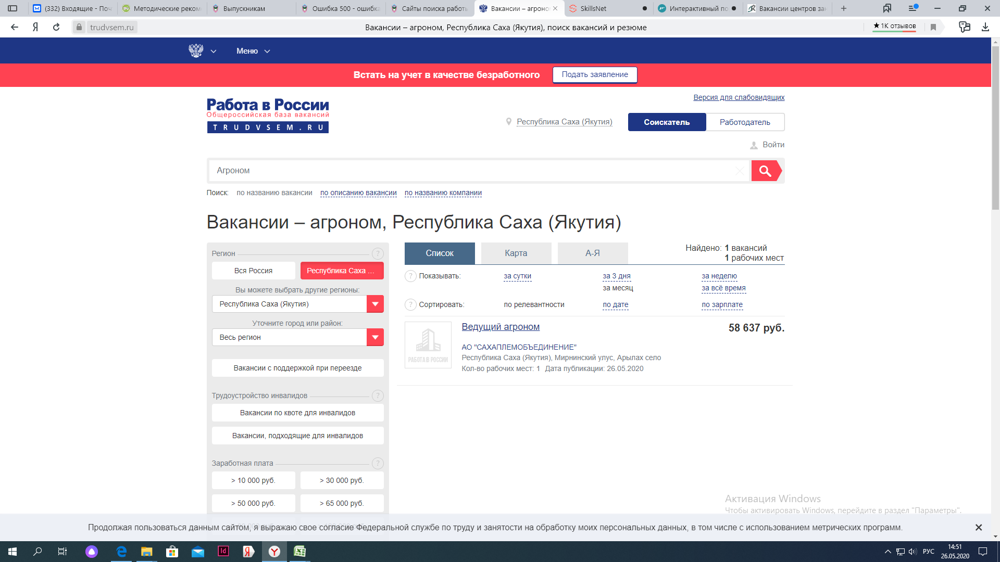 (332) Входящие - Поч
Методические реком
Выпускникам
Ошибка 500 - ошибка
Сайты поиска работы
Вакансии – агроно
SkillsNet
Интерактивный по
Вакансии центров зан
trudvsem.ru
Вакансии – агроном, Республика Саха (Якутия), поиск вакансий и резюме
★ 1К отзывов
Меню
Встать на учет в качестве безработного
Подать заявление
Версия для слабовидящих
Работа в России
Общероссийская база вакансий
TRUDVSEM.RU
Республика Саха (Якутия)
Соискатель
Работодатель
Войти
Агроном
Поиск: по названию вакансии по описанию вакансии по названию компании
Вакансии – агроном, Республика Саха (Якутия)
Регион ?
Вся Россия
Республика Саха ...
Вы можете выбрать другие регионы:
Республика Саха (Якутия)
Уточните город или район:
Весь регион
Вакансии с поддержкой при переезде
Трудоустройство инвалидов ?
Вакансии по квоте для инвалидов
Вакансии, подходящие для инвалидов
Заработная плата ?
> 10 000 руб.
> 30 000 руб.
> 50 000 руб.
> 65 000 руб.
Список
Карта
А-Я
Найдено: 1 вакансий
1 рабочих мест
? Показывать: за сутки за 3 дня за неделю
за месяц за всё время
? Сортировать: по релевантности по дате по зарплате
РАБОТА В РОССИИ
Ведущий агроном
58 637 руб.
АО "САХАПЛЕМОБЪЕДИНЕНИЕ"
Республика Саха (Якутия), Мирнинский улус, Арылах село
Кол-во рабочих мест: 1 Дата публикации: 26.05.2020
Активация Windows
Чтобы активировать Windows, перейдите в раздел "Параметры".
Продолжая пользоваться данным сайтом, я выражаю свое согласие Федеральной службе по труду и занятости на обработку моих персональных данных, в том числе с использованием метрических программ.
РУС
14:51
26.05.2020